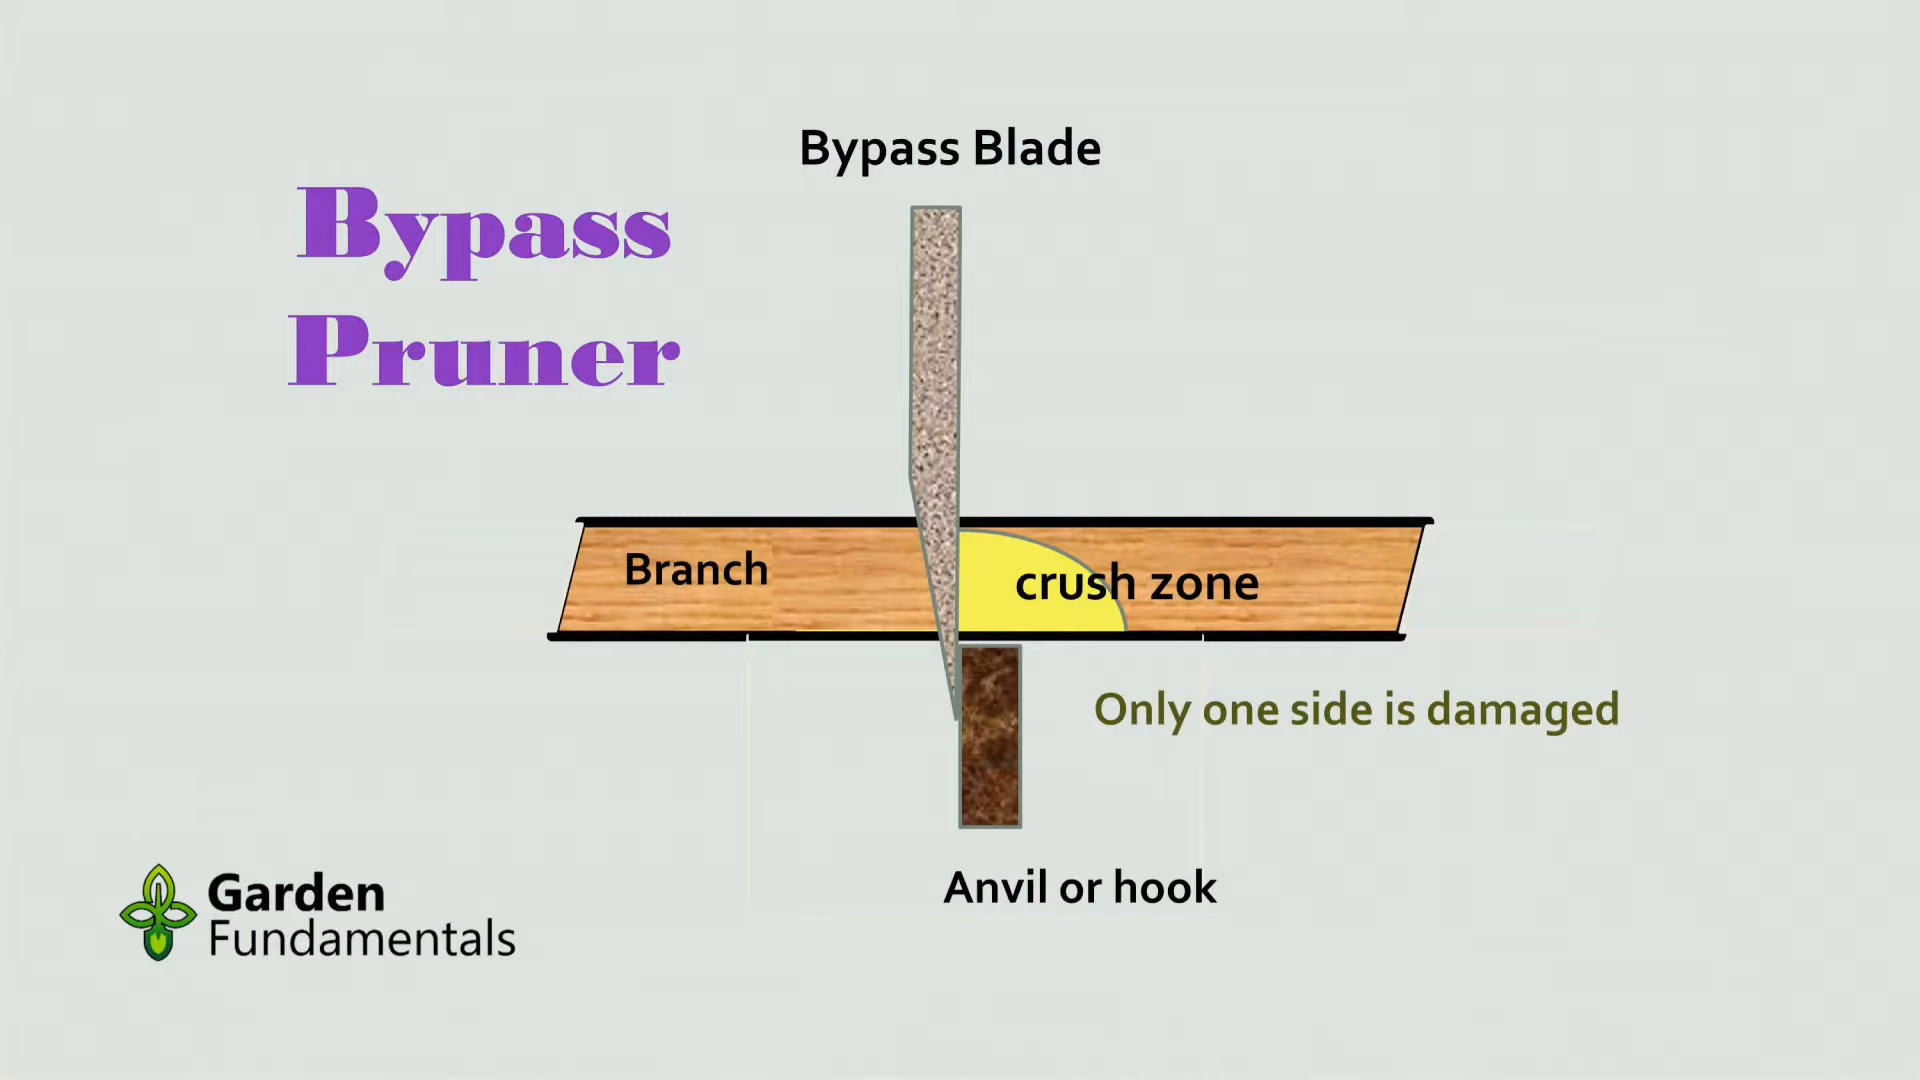 Bypass Blade
Bypass
Pruner
Branch
crush zone
Only one side is damaged
Anvil or hook
Garden
Fundamentals